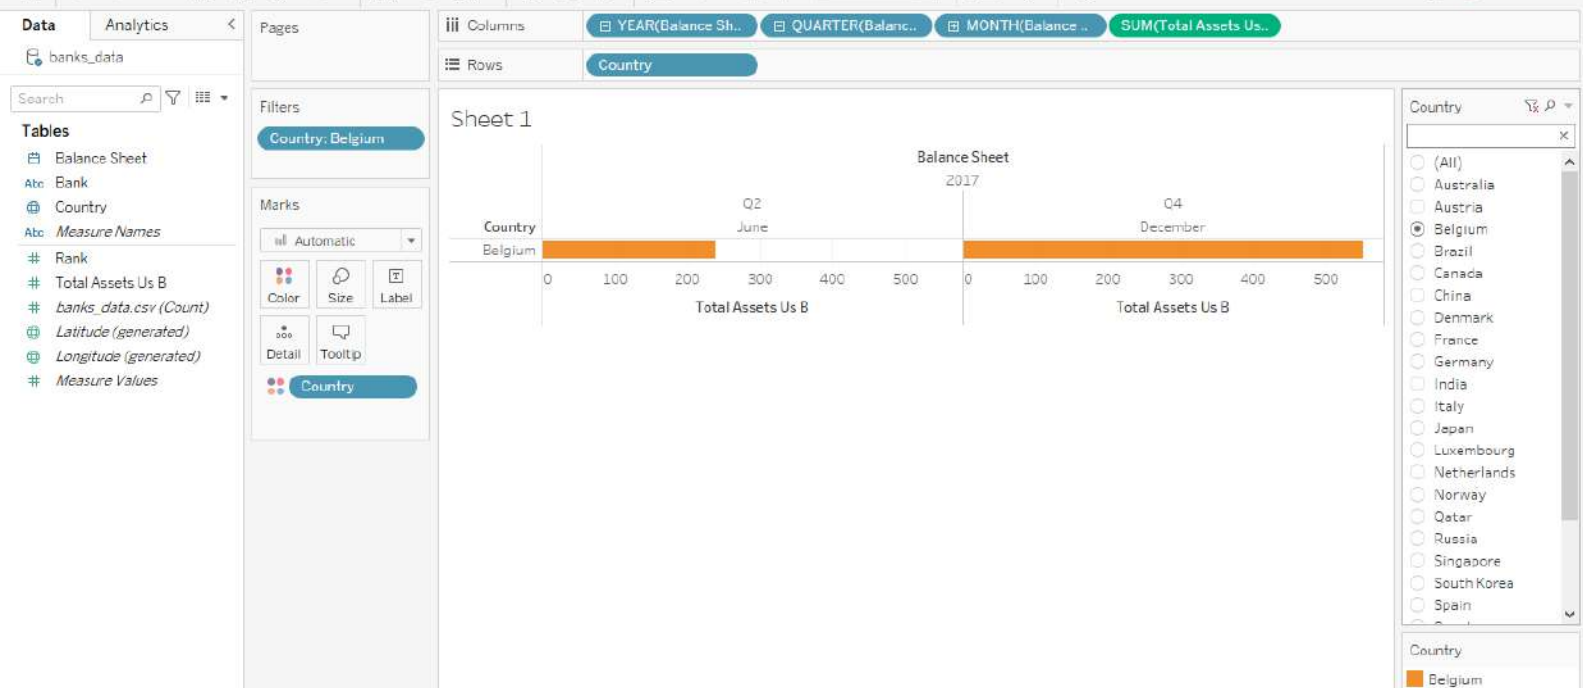 Data Analytics <
banks_data
Search
Tables
Balance Sheet
Abc Bank
Country
Abc Measure Names
# Rank
# Total Assets Us B
# banks_data.csv (Count)
Latitude (generated)
Longitude (generated)
# Measure Values
Pages
Filters
Country: Belgium
Marks
Automatic
Color Size Label
Detail Tooltip
Country
Columns YEAR(Balance Sh.. QUARTER(Balanc.. MONTH(Balance .. SUM(Total Assets Us..
Rows Country
Sheet 1
Balance Sheet
2017
Q2 Q4
Country June December
Belgium
0 100 200 300 400 500 0 100 200 300 400 500
Total Assets Us B Total Assets Us B
Country
(All)
Australia
Austria
Belgium
Brazil
Canada
China
Denmark
France
Germany
India
Italy
Japan
Luxembourg
Netherlands
Norway
Qatar
Russia
Singapore
South Korea
Spain
Country
Belgium